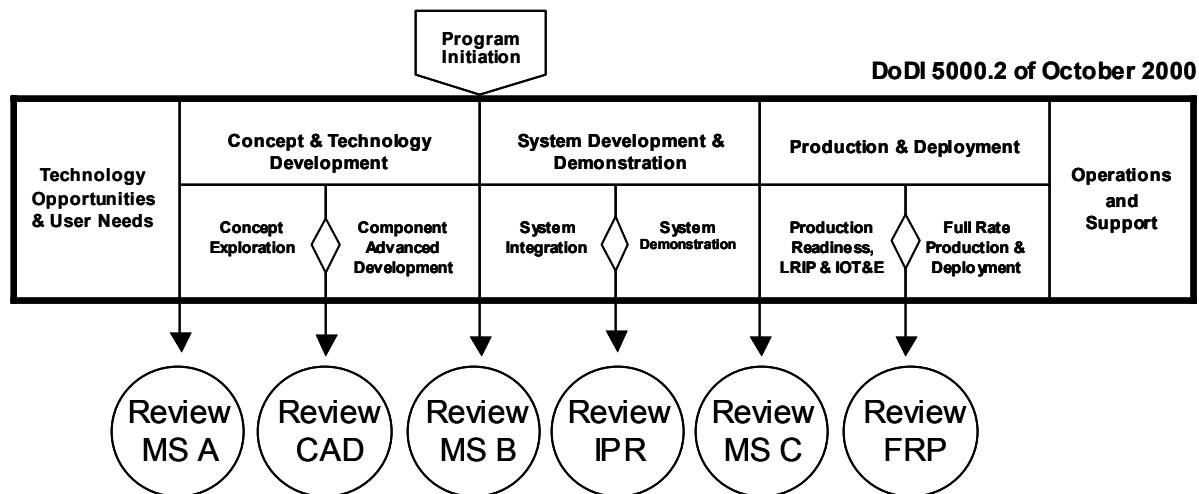 Program
Initiation
DoDI 5000.2 of October 2000
Technology
Opportunities
& User Needs
Concept & Technology
Development
Concept
Exploration
Component
Advanced
Development
System Development &
Demonstration
System
Integration
System
Demonstration
Production & Deployment
Production
Readiness,
LRIP & IOT&E
Full Rate
Production &
Deployment
Operations
and
Support
Review
MS A
Review
CAD
Review
MS B
Review
IPR
Review
MS C
Review
FRP